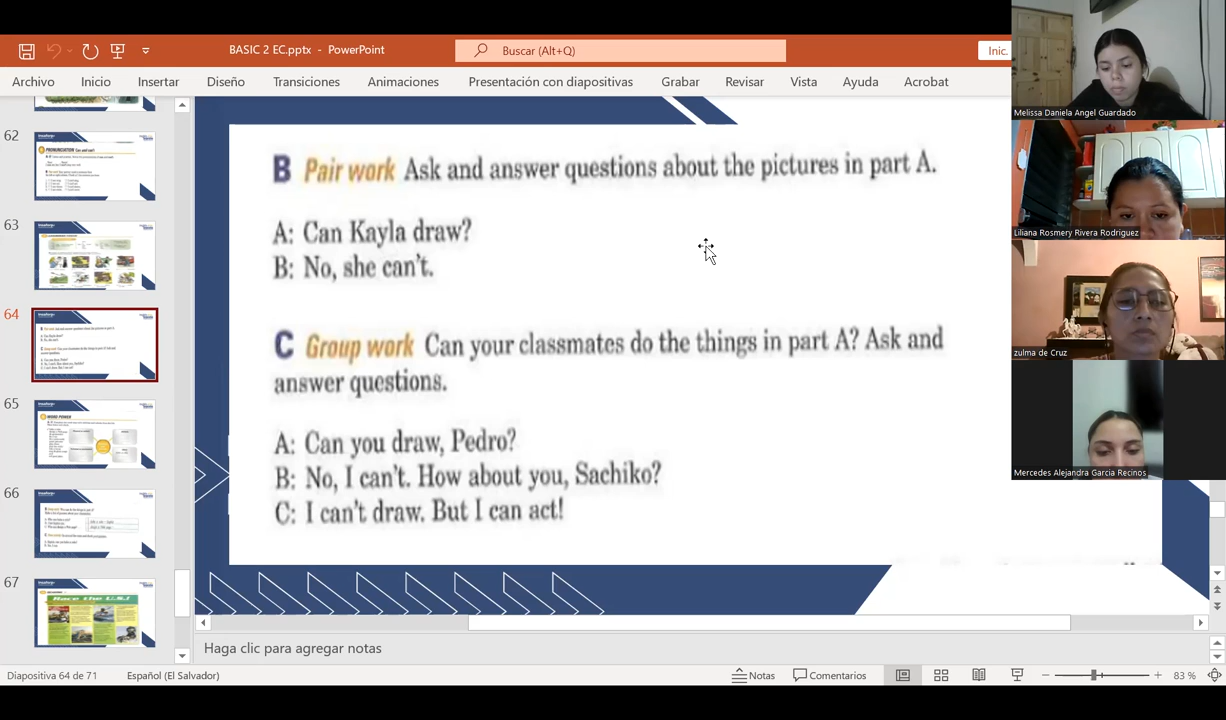 BASIC 2 EC.pptx - PowerPoint
Buscar (Alt+Q)
Inic.
Archivo Inicio Insertar Diseño Transiciones Animaciones Presentación con diapositivas Grabar Revisar Vista Ayuda Acrobat
62
63
64
65
66
67
B Pair work Ask and answer questions about the pictures in part A.
A: Can Kayla draw?
B: No, she can't.
C Group work Can your classmates do the things in part A? Ask and
answer questions.
A: Can you draw, Pedro?
B: No, I can't. How about you, Sachiko?
C: I can't draw. But I can act!
Melissa Daniela Angel Guardado
Liliana Rosmery Rivera Rodriguez
zulma de Cruz
Mercedes Alejandra Garcia Recinos
Haga clic para agregar notas
Diapositiva 64 de 71 Español (El Salvador) Notas Comentarios 83 %